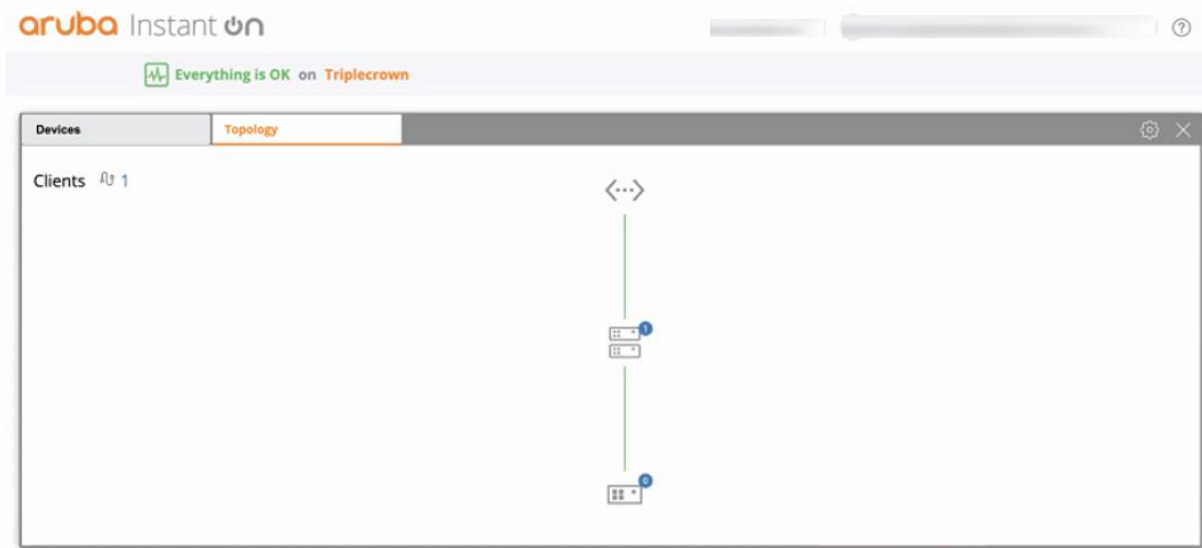 aruba Instant on
?
Everything is OK on Triplecrown
Devices Topology
Clients 1
1
0